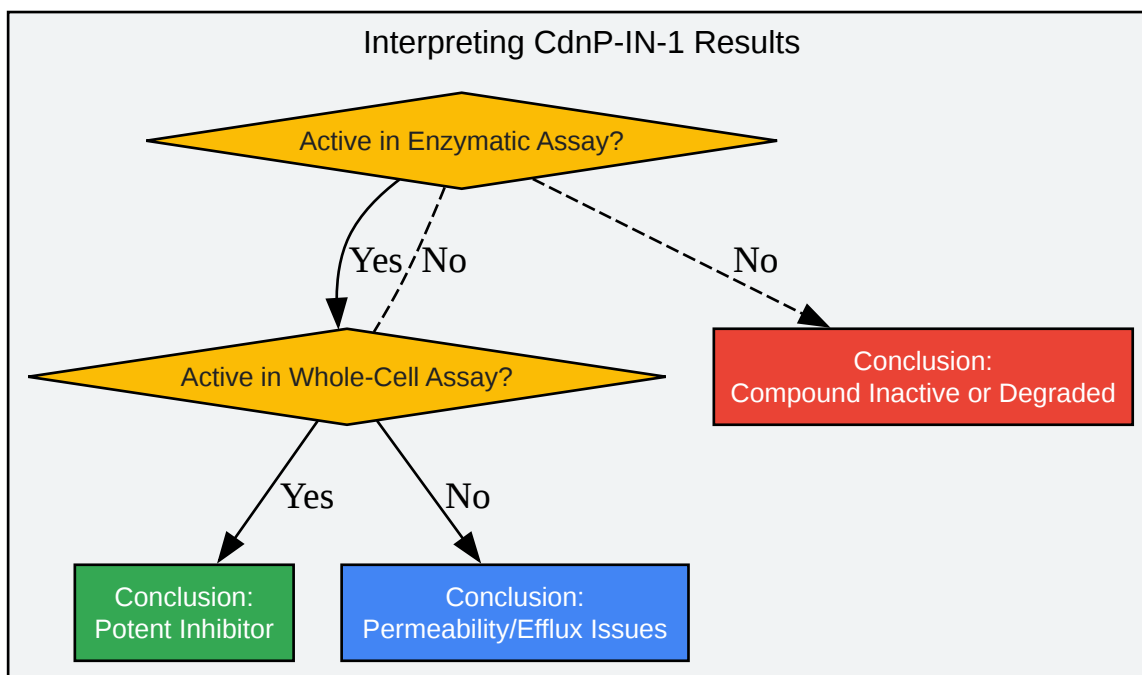 Interpreting CdnP-IN-1 Results
Active in Enzymatic Assay?
Yes
No
No
Conclusion:
Compound Inactive or Degraded
Active in Whole-Cell Assay?
Yes
No
Conclusion:
Potent Inhibitor
Conclusion:
Permeability/Efflux Issues